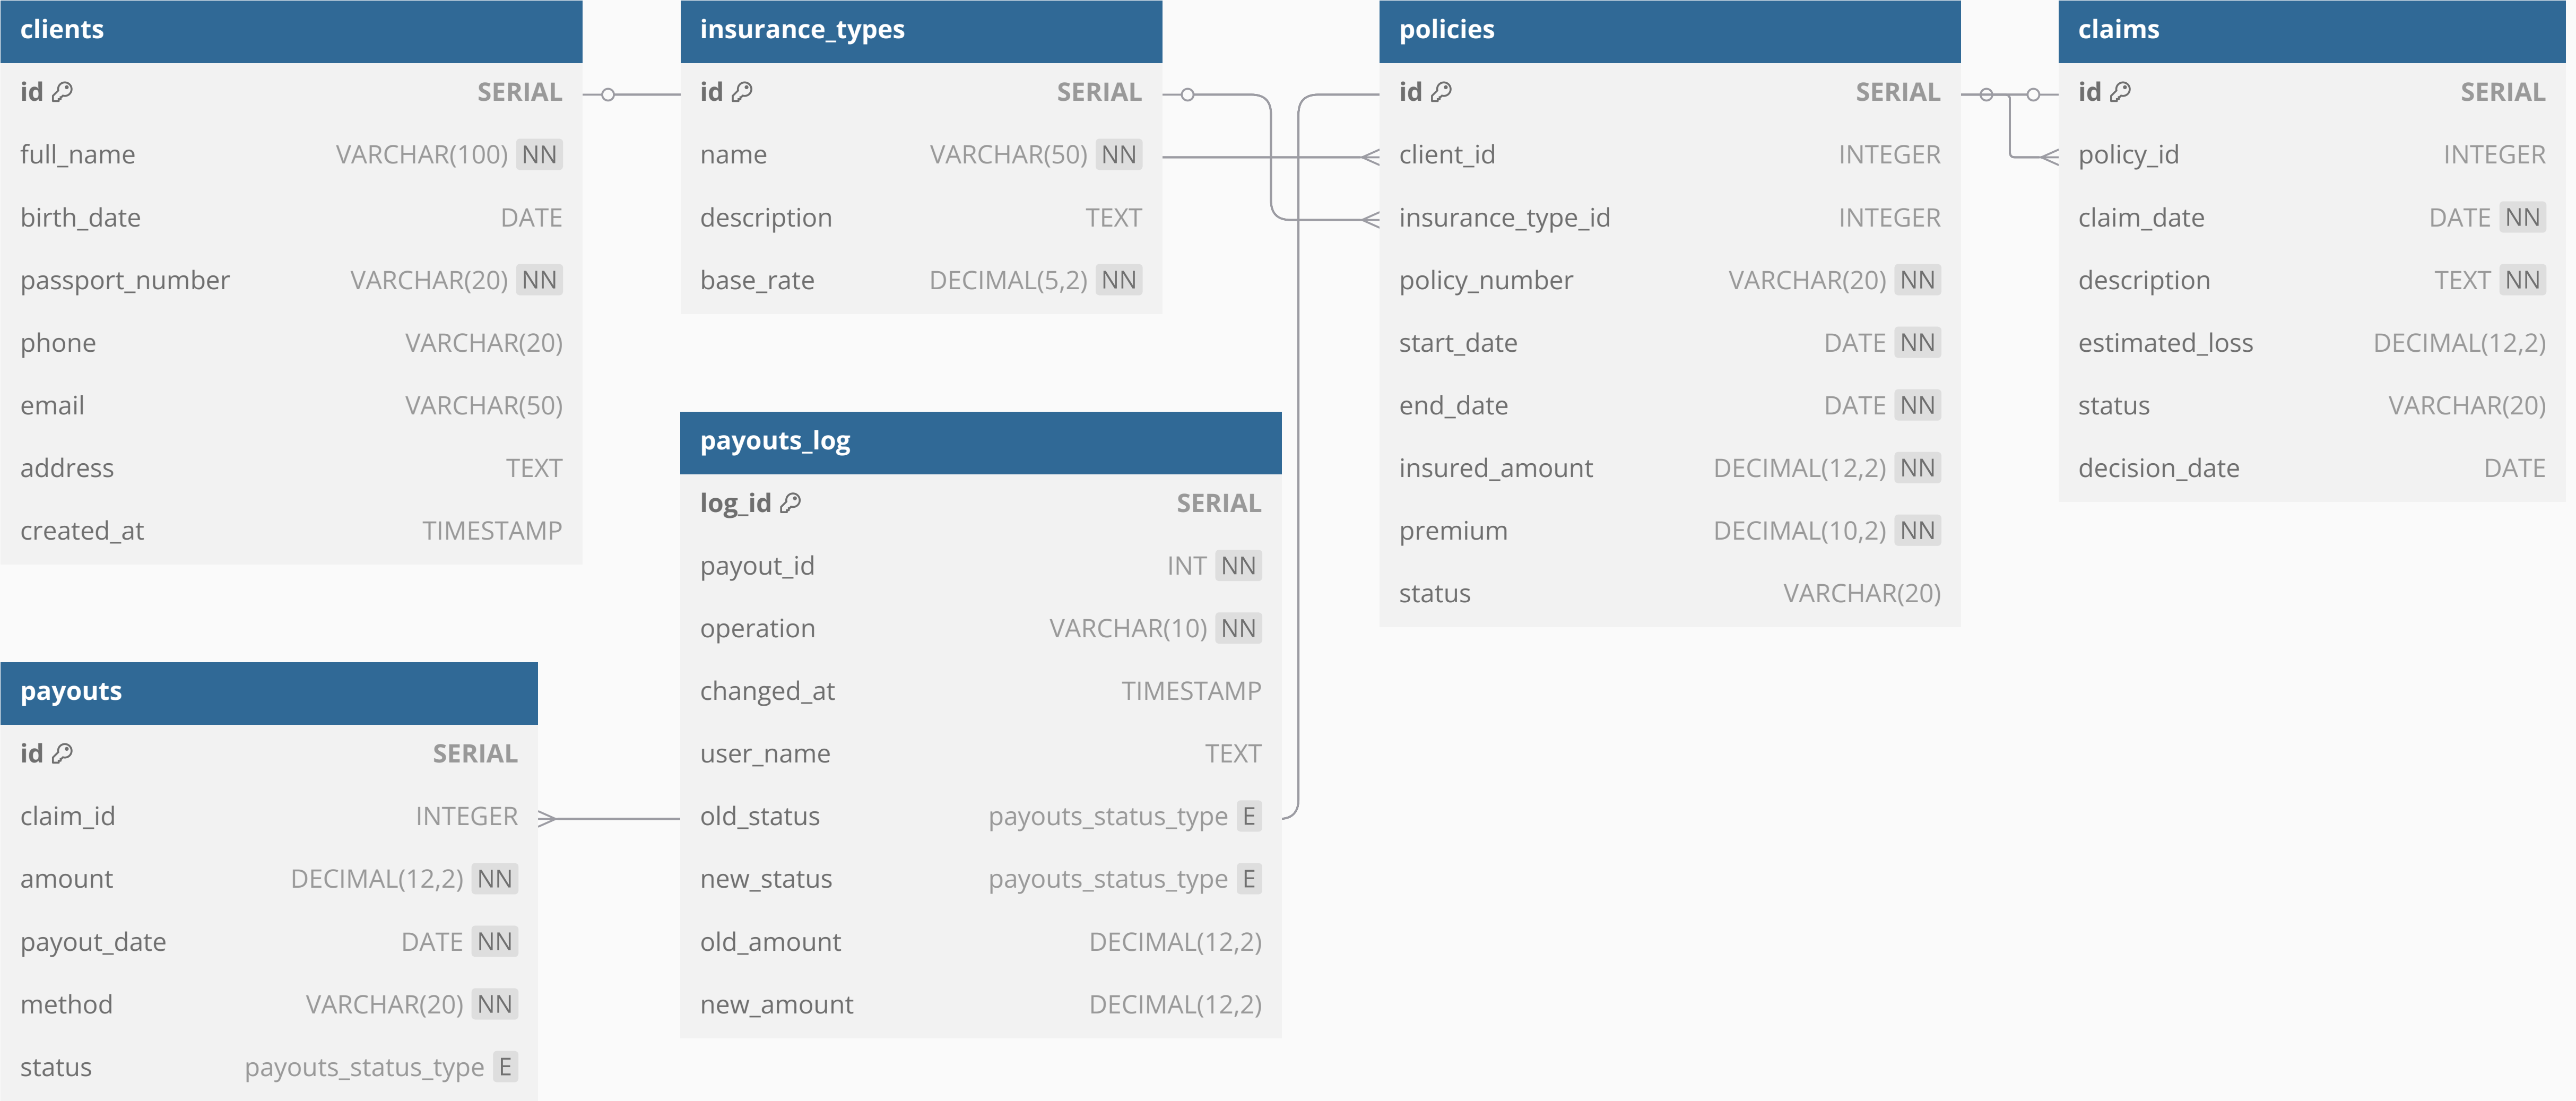 clients
id SERIAL
full_name VARCHAR(100) NN
birth_date DATE
passport_number VARCHAR(20) NN
phone VARCHAR(20)
email VARCHAR(50)
address TEXT
created_at TIMESTAMP
insurance_types
id SERIAL
name VARCHAR(50) NN
description TEXT
base_rate DECIMAL(5,2) NN
policies
id SERIAL
client_id INTEGER
insurance_type_id INTEGER
policy_number VARCHAR(20) NN
start_date DATE NN
end_date DATE NN
insured_amount DECIMAL(12,2) NN
premium DECIMAL(10,2) NN
status VARCHAR(20)
claims
id SERIAL
policy_id INTEGER
claim_date DATE NN
description TEXT NN
estimated_loss DECIMAL(12,2)
status VARCHAR(20)
decision_date DATE
payouts_log
log_id SERIAL
payout_id INT NN
operation VARCHAR(10) NN
changed_at TIMESTAMP
user_name TEXT
old_status payouts_status_type E
new_status payouts_status_type E
old_amount DECIMAL(12,2)
new_amount DECIMAL(12,2)
payouts
id SERIAL
claim_id INTEGER
amount DECIMAL(12,2) NN
payout_date DATE NN
method VARCHAR(20) NN
status payouts_status_type E